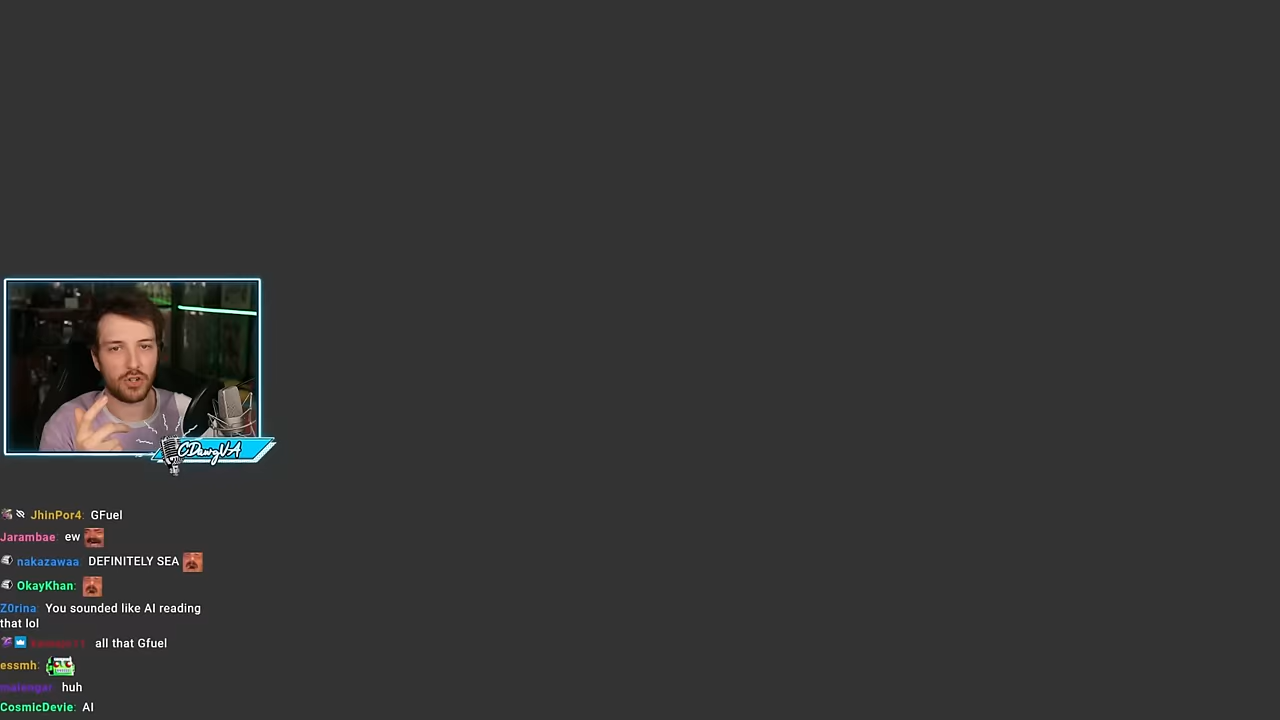 CDawgVA
JhinPor4: GFuel
Jarambae: ew
nakazawaa: DEFINITELY SEA
OkayKhan:
Z0rina: You sounded like AI reading
that lol
all that Gfuel
essmh:
huh
CosmicDevie: AI